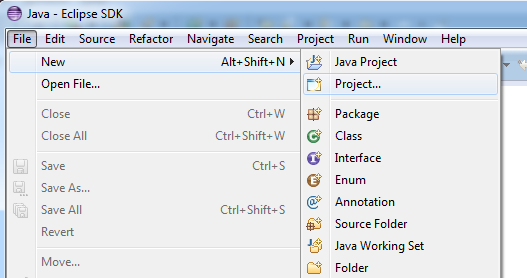 Java - Eclipse SDK
File Edit Source Refactor Navigate Search Project Run Window Help
New Alt+Shift+N
Open File...
Close Ctrl+W
Close All Ctrl+Shift+W
Save Ctrl+S
Save As...
Save All Ctrl+Shift+S
Revert
Move...
Java Project
Project...
Package
Class
Interface
Enum
Annotation
Source Folder
Java Working Set
Folder